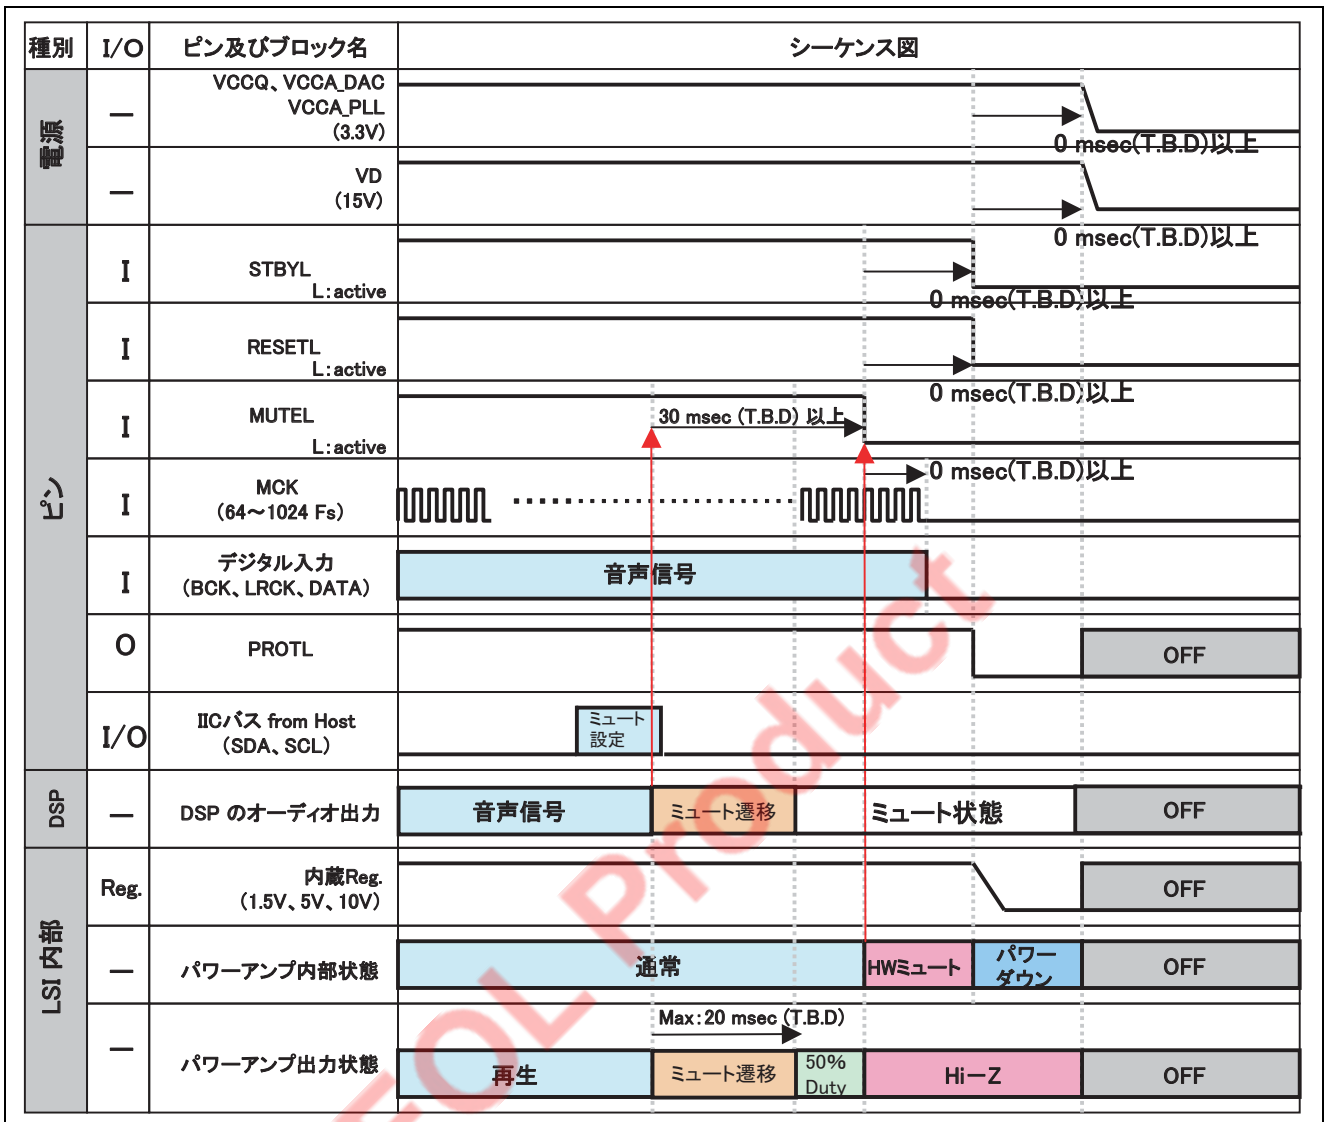 種別 I/O ピン及びブロック名 シーケンス図
電源
―
VCCQ、VCCA_DAC
VCCA_PLL
(3.3V)
0 msec(T.B.D)以上
―
VD
(15V)
0 msec(T.B.D)以上
ピン
I
STBYL
L:active
0 msec(T.B.D)以上
I
RESETL
L:active
0 msec(T.B.D)以上
I
MUTEL
L:active
30 msec (T.B.D) 以上
I
MCK
(64～1024 Fs)
0 msec(T.B.D)以上
I
デジタル入力
(BCK、LRCK、DATA)
音声信号
O
PROTL
OFF
I/O
IICバス from Host
(SDA、SCL)
ミュート
設定
DSP
―
DSP のオーディオ出力
音声信号 ミュート遷移 ミュート状態 OFF
LSI 内部
Reg.
内蔵Reg.
(1.5V、5V、10V)
OFF
―
パワーアンプ内部状態
通常 HWミュート パワー
ダウン
OFF
―
パワーアンプ出力状態
Max:20 msec (T.B.D)
再生 ミュート遷移 50%
Duty
Hi－Z OFF
EOL Product